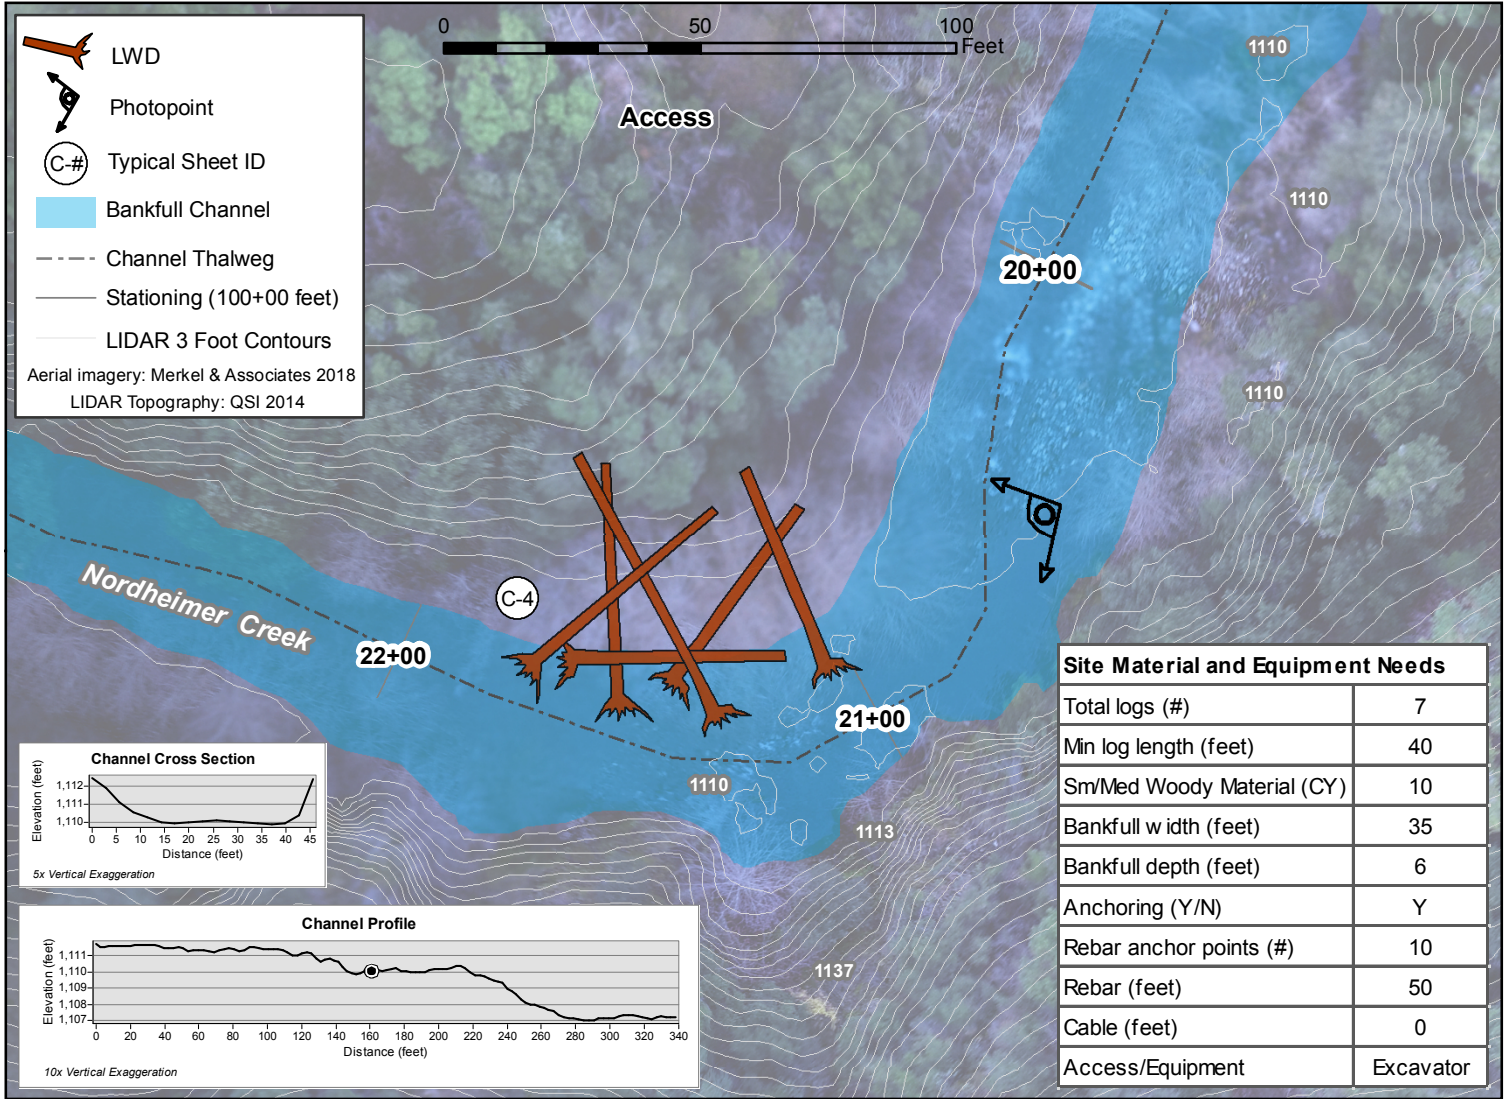 LWD
Photopoint
C-#
Typical Sheet ID
Bankfull Channel
Channel Thalweg
Stationing (100+00 feet)
LIDAR 3 Foot Contours
Aerial imagery: Merkel & Associates 2018
LIDAR Topography: QSI 2014
0 50 100
Feet
Access
1110
1110
20+00
1110
C-4
Nordheimer Creek
22+00
21+00
1110
1113
1137
Channel Cross Section
Elevation (feet)
1,112
1,111
1,110
0 5 10 15 20 25 30 35 40 45
Distance (feet)
5x Vertical Exaggeration
Channel Profile
Elevation (feet)
1,111
1,110
1,109
1,108
1,107
0 20 40 60 80 100 120 140 160 180 200 220 240 260 280 300 320 340
Distance (feet)
10x Vertical Exaggeration
Site Material and Equipment Needs
Total logs (#) 7
Min log length (feet) 40
Sm/Med Woody Material (CY) 10
Bankfull width (feet) 35
Bankfull depth (feet) 6
Anchoring (Y/N) Y
Rebar anchor points (#) 10
Rebar (feet) 50
Cable (feet) 0
Access/Equipment Excavator